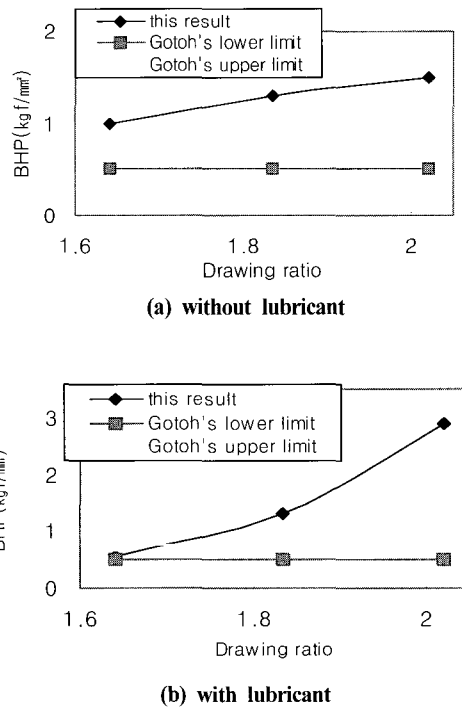 this result
Gotoh's lower limit
Gotoh's upper limit
BHP(kgf/㎟)
2
1
0
1.6
1.8
2
Drawing ratio
(a) without lubricant
this result
Gotoh's lower limit
Gotoh's upper limit
3
2
1
0
1.6
1.8
2
Drawing ratio
(b) with lubricant